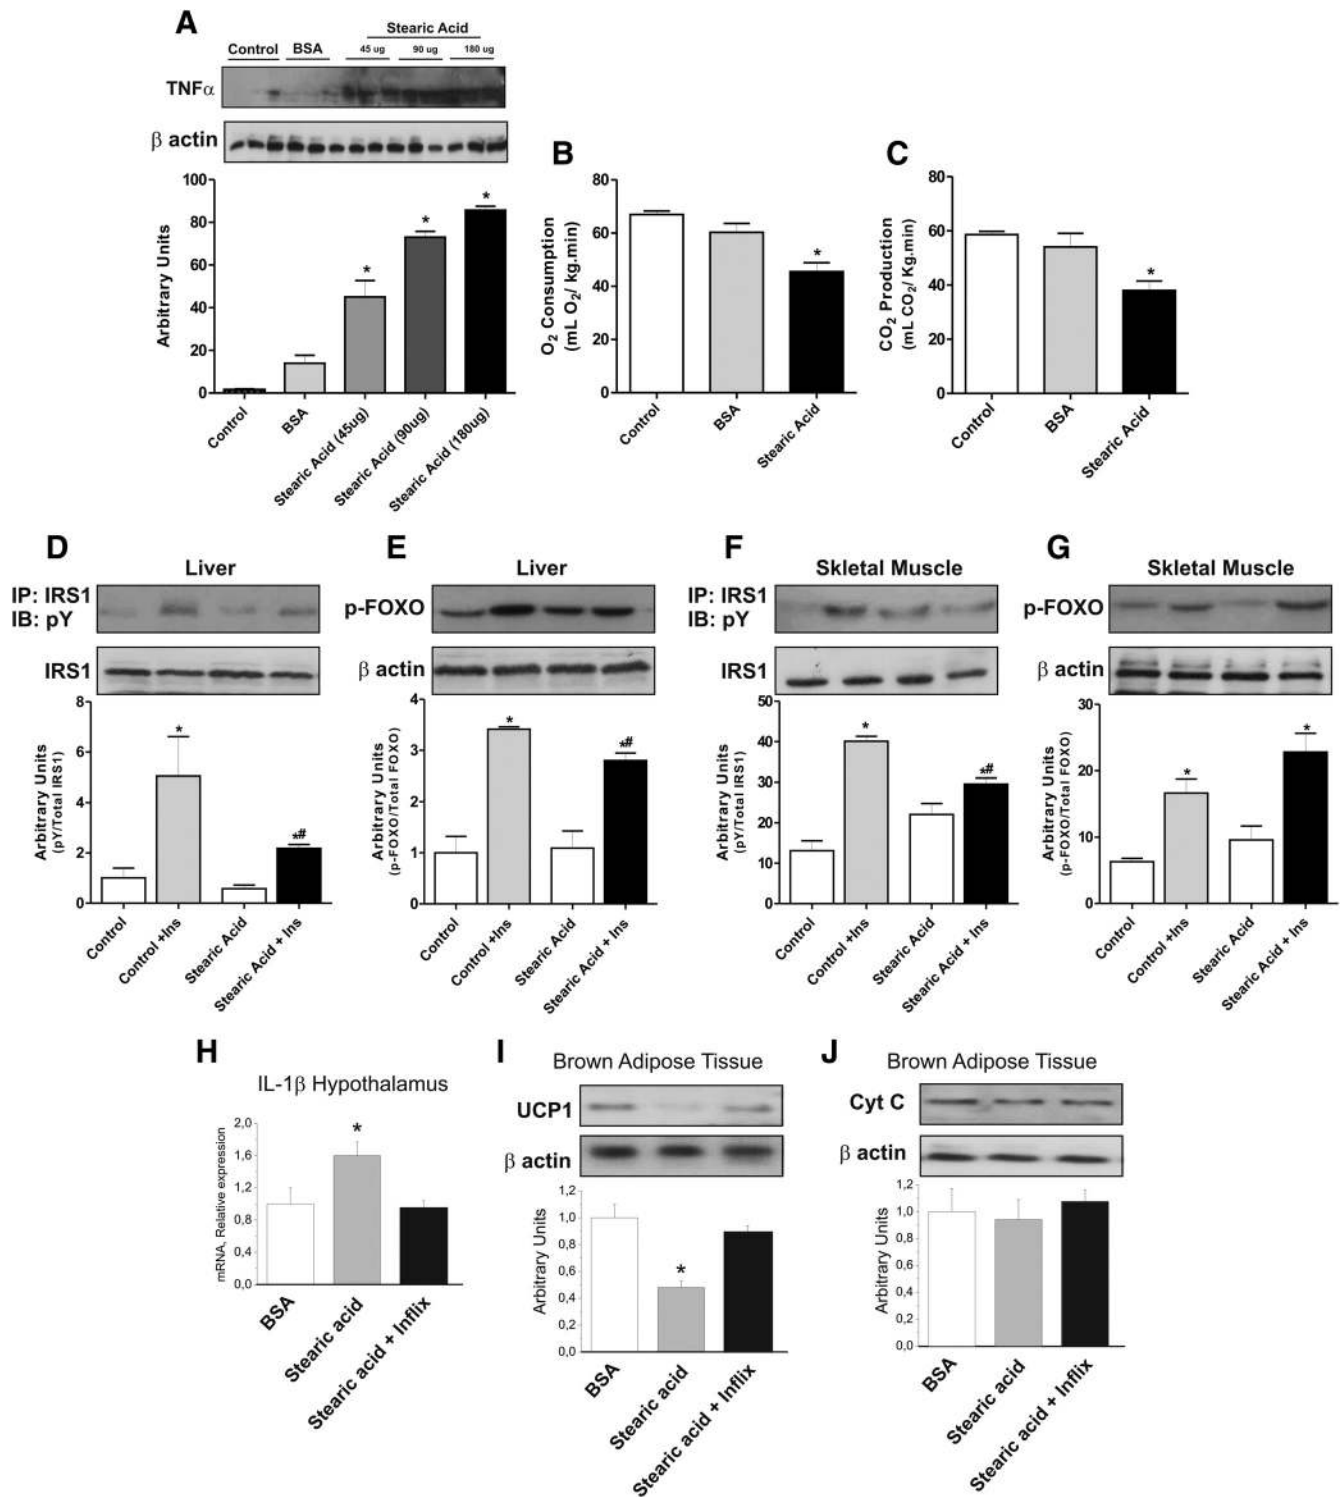 A
Stearic Acid
Control BSA 45 ug 90 ug 180 ug
TNFα
β actin
100
80
60
40
20
0
Arbitrary Units
* * *
Control
BSA
Stearic Acid (45ug)
Stearic Acid (90ug)
Stearic Acid (180ug)
B
80
60
40
20
0
O2 Consumption
(mL O2/ kg.min)
*
Control
BSA
Stearic Acid
C
80
60
40
20
0
CO2 Production
(mL CO2/ Kg.min)
*
Control
BSA
Stearic Acid
D
Liver
IP: IRS1
IB: pY
IRS1
8
6
4
2
0
Arbitrary Units
(pY/Total IRS1)
*
*#
Control
Control +Ins
Stearic Acid
Stearic Acid + Ins
E
Liver
p-FOXO
β actin
4
3
2
1
0
Arbitrary Units
(p-FOXO/Total FOXO)
*
*#
Control
Control +Ins
Stearic Acid
Stearic Acid + Ins
F
Skletal Muscle
IP: IRS1
IB: pY
IRS1
50
40
30
20
10
0
Arbitrary Units
(pY/Total IRS1)
*
*#
Control
Control +Ins
Stearic Acid
Stearic Acid + Ins
G
Skletal Muscle
p-FOXO
β actin
30
20
10
0
Arbitrary Units
(p-FOXO/Total FOXO)
*
*
Control
Control +Ins
Stearic Acid
Stearic Acid + Ins
H
IL-1β Hypothalamus
2,0
1,6
1,2
0,8
0,4
0,0
mRNA, Relative expression
*
BSA
Stearic acid
Stearic acid + Inflix
I
Brown Adipose Tissue
UCP1
β actin
1,2
1,0
0,8
0,6
0,4
0,2
0,0
Arbitrary Units
*
BSA
Stearic acid
Stearic acid + Inflix
J
Brown Adipose Tissue
Cyt C
β actin
1,2
1,0
0,8
0,6
0,4
0,2
0,0
Arbitrary Units
BSA
Stearic acid
Stearic acid + Inflix